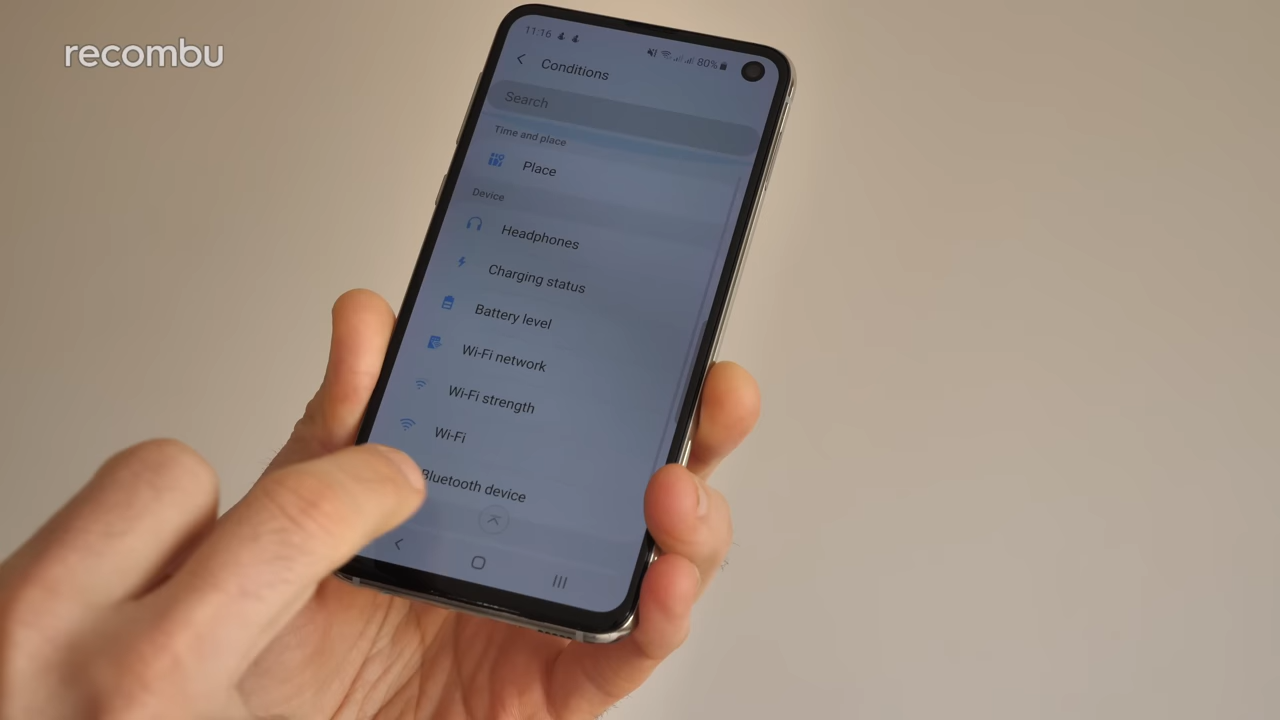 recombu
11:16
80%
Conditions
Search
Time and place
Place
Device
Headphones
Charging status
Battery level
Wi-Fi network
Wi-Fi strength
Wi-Fi
Bluetooth device